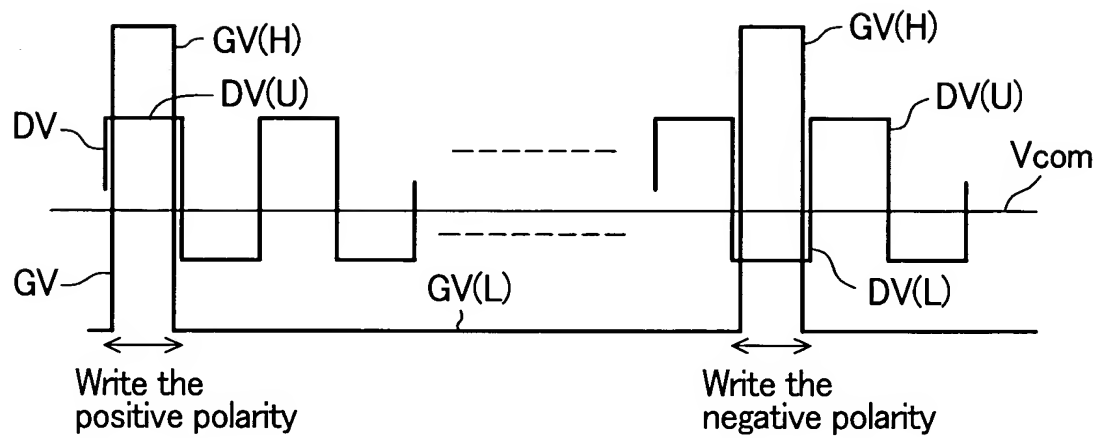 GV(H)
GV(H)
DV(U)
DV(U)
DV
Vcom
GV
GV(L)
DV(L)
Write the
positive polarity
Write the
negative polarity